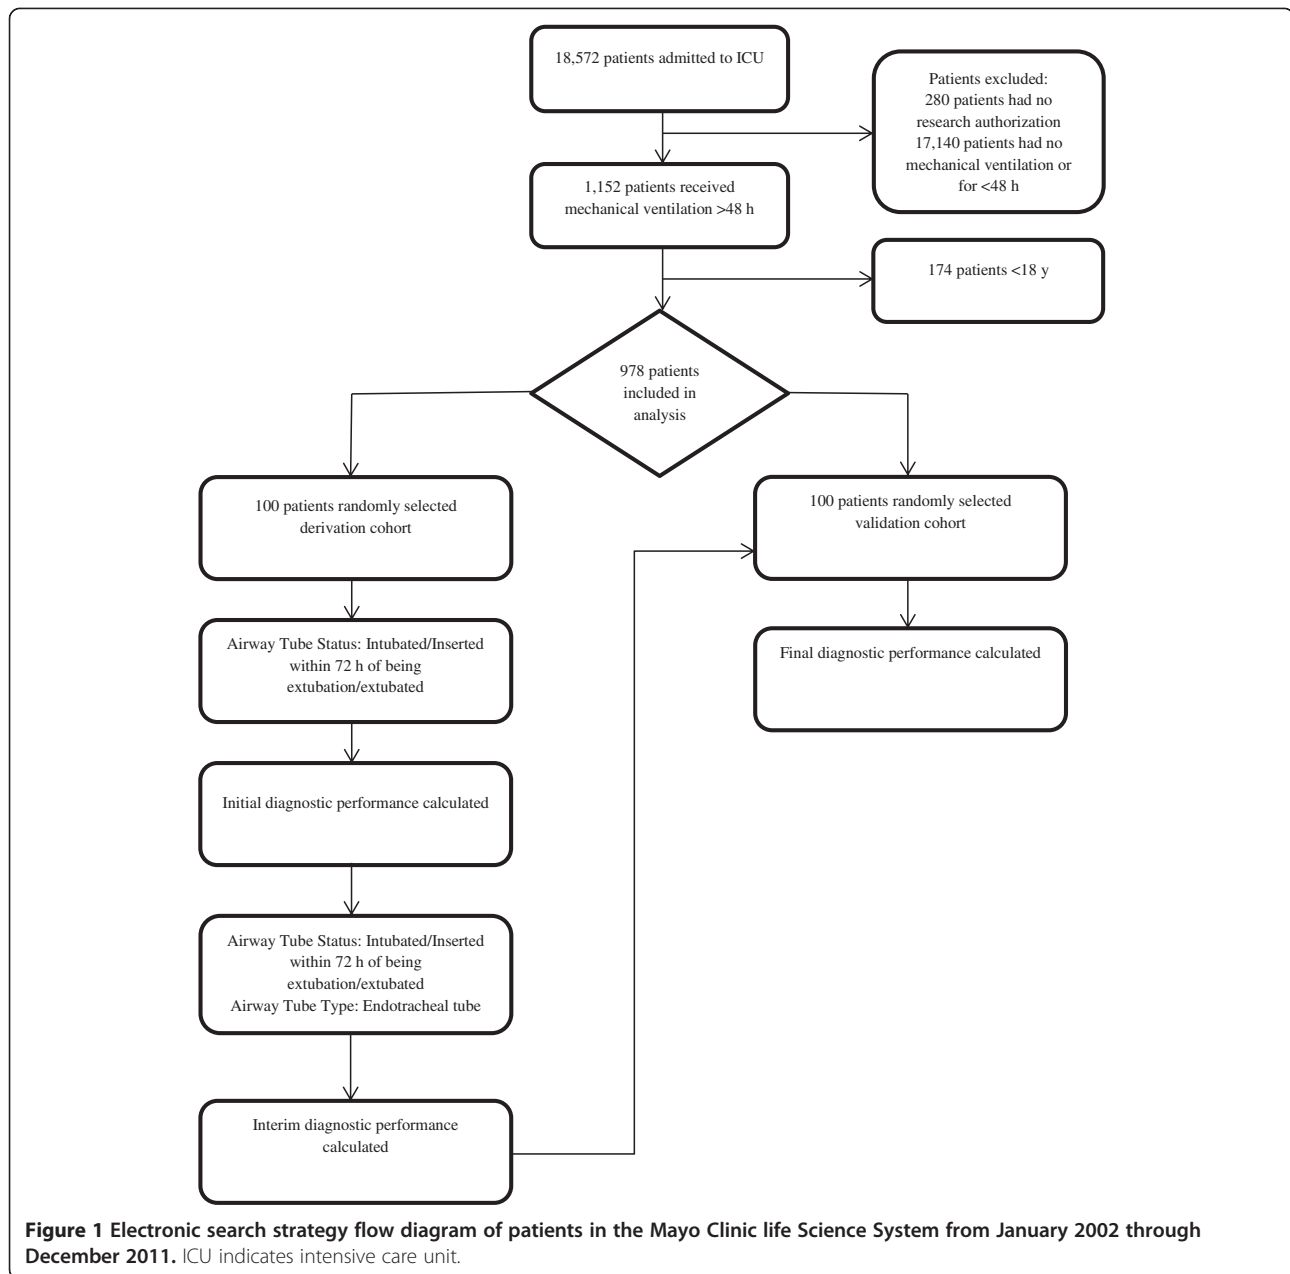 18,572 patients admitted to ICU
Patients excluded:
280 patients had no
research authorization
17,140 patients had no
mechanical ventilation or
for <48 h
1,152 patients received
mechanical ventilation >48 h
174 patients <18 y
978 patients
included in
analysis
100 patients randomly selected
derivation cohort
100 patients randomly selected
validation cohort
Airway Tube Status: Intubated/Inserted
within 72 h of being
extubation/extubated
Final diagnostic performance calculated
Initial diagnostic performance calculated
Airway Tube Status: Intubated/Inserted
within 72 h of being
extubation/extubated
Airway Tube Type: Endotracheal tube
Interim diagnostic performance
calculated
Figure 1 Electronic search strategy flow diagram of patients in the Mayo Clinic life Science System from January 2002 through
December 2011. ICU indicates intensive care unit.